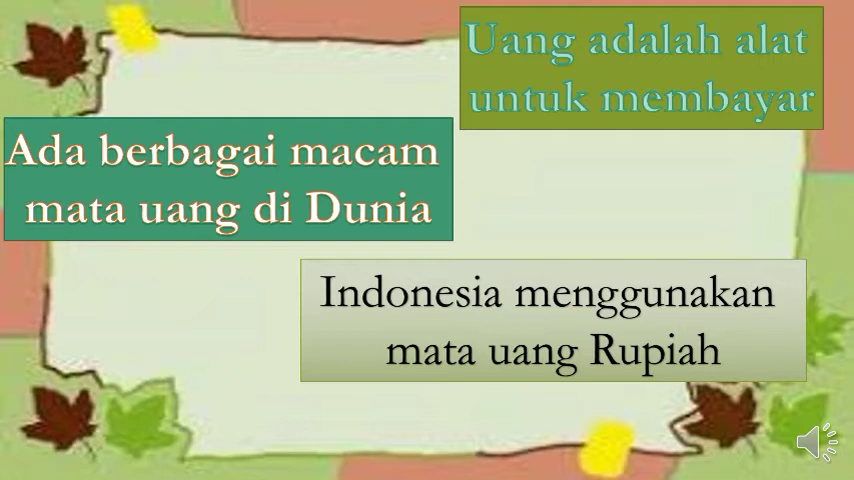 Uang adalah alat
untuk membayar
Ada berbagai macam
mata uang di Dunia
Indonesia menggunakan
mata uang Rupiah